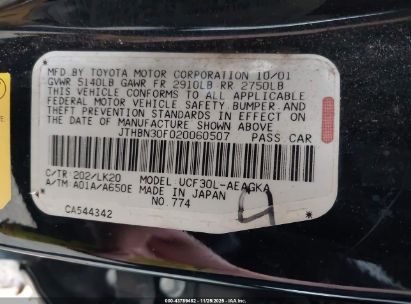 MFD BY TOYOTA MOTOR CORPORATION 10/01
GVWR 5140LB GAWR FR 2910LB RR 2750LB
THIS VEHICLE CONFORMS TO ALL APPLICABLE
FEDERAL MOTOR VEHICLE SAFETY, BUMPER, AND
THEFT PREVENTION STANDARDS IN EFFECT ON
THE DATE OF MANUFACTURE SHOWN ABOVE.
JTHBN30F020060507 PASS CAR
C/TR: 202/LK20 MODEL: UCF30L-AEAGKA
A/TM: A01A/A650E MADE IN JAPAN
NO. 774
CA544342